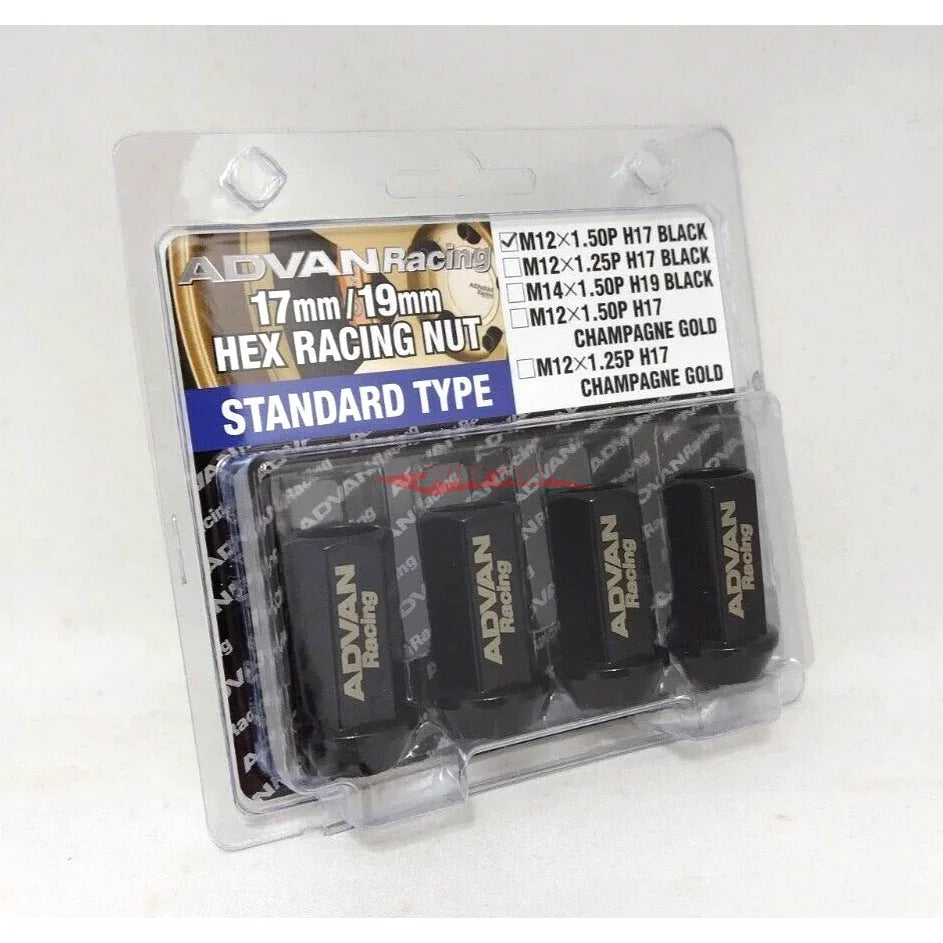 ADVAN Racing
17mm/19mm
HEX RACING NUT
STANDARD TYPE
☑M12×1.50P H17 BLACK
☐M12×1.25P H17 BLACK
☐M14×1.50P H19 BLACK
☐M12×1.50P H17
CHAMPAGNE GOLD
☐M12×1.25P H17
CHAMPAGNE GOLD
ADVAN
Racing
ADVAN
Racing
ADVAN
Racing
ADVAN
Racing